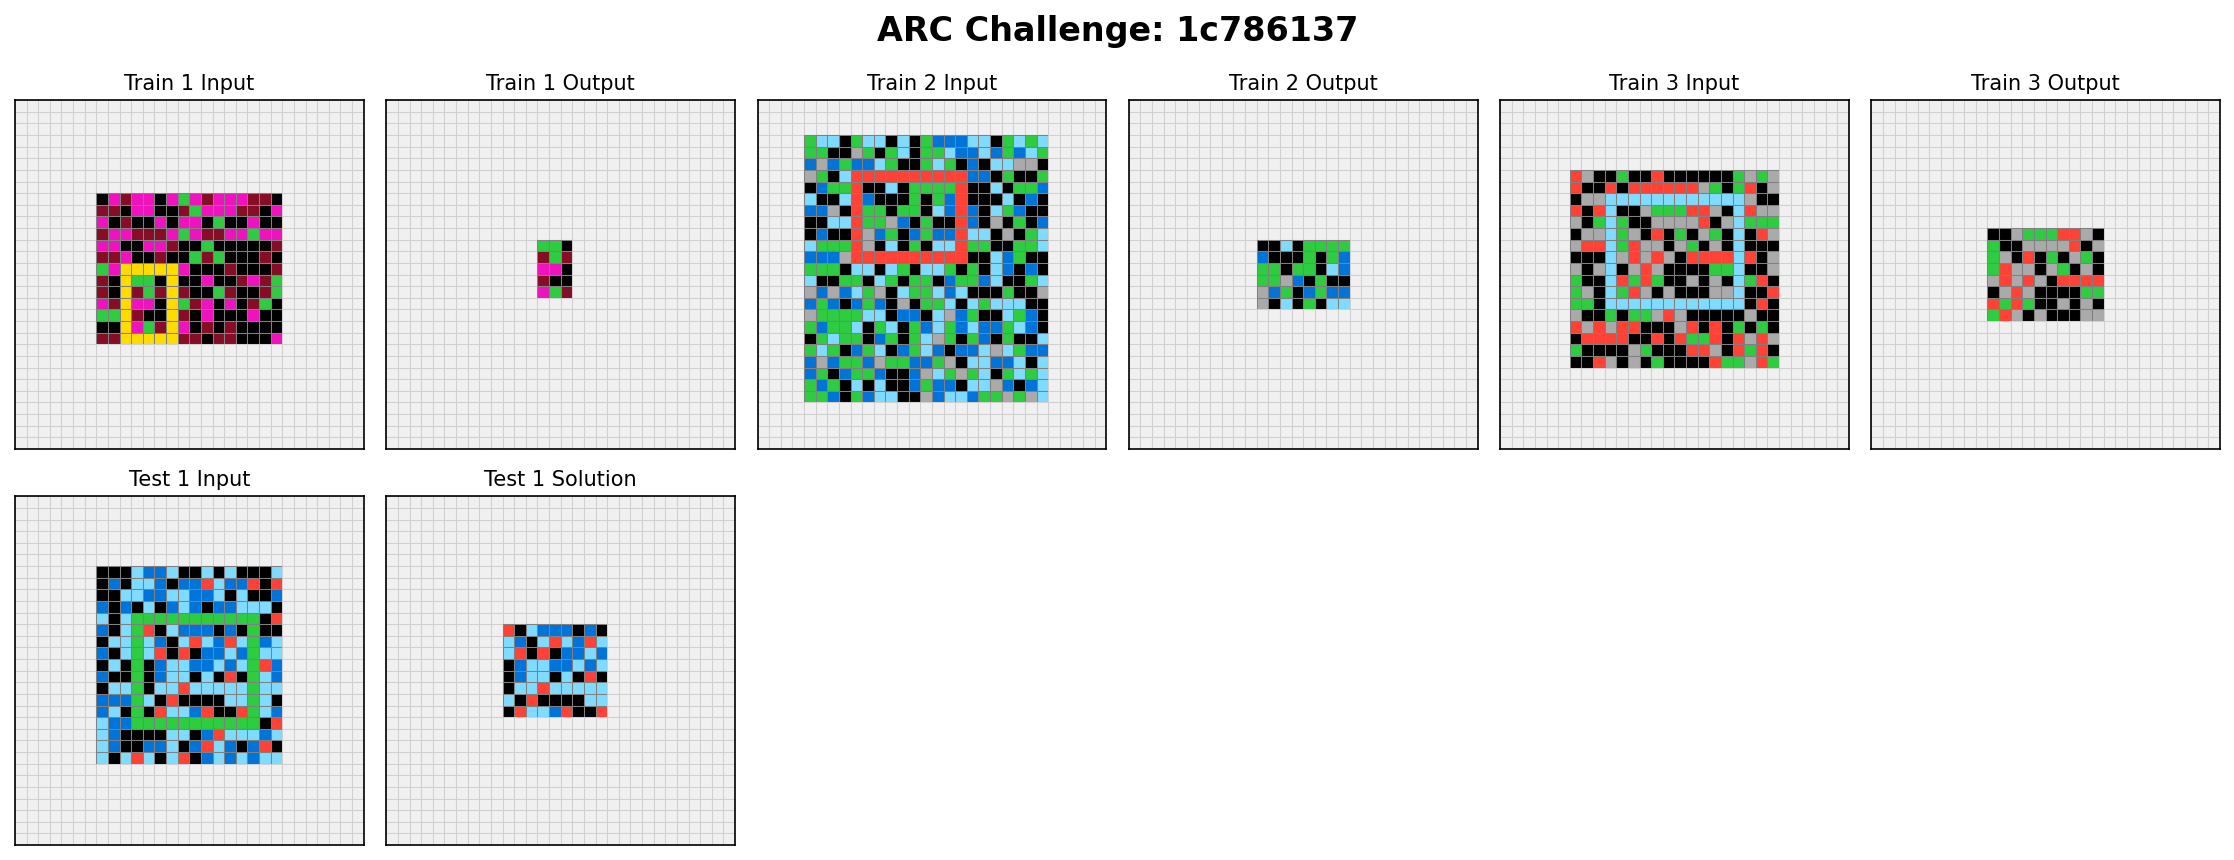 ARC Challenge: 1c786137
Train 1 Input
Train 1 Output
Train 2 Input
Train 2 Output
Train 3 Input
Train 3 Output
Test 1 Input
Test 1 Solution